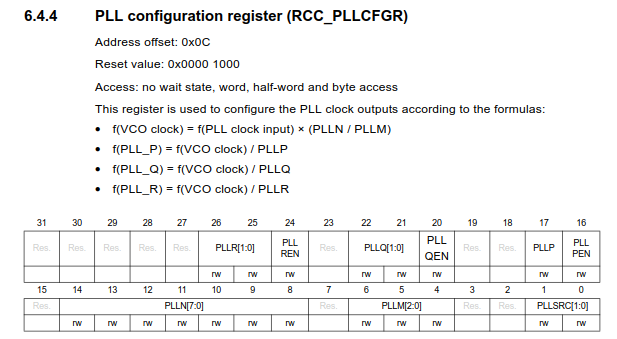 6.4.4 PLL configuration register (RCC_PLLCFGR)
Address offset: 0x0C
Reset value: 0x0000 1000
Access: no wait state, word, half-word and byte access
This register is used to configure the PLL clock outputs according to the formulas:
• f(VCO clock) = f(PLL clock input) × (PLLN / PLLM)
• f(PLL_P) = f(VCO clock) / PLLP
• f(PLL_Q) = f(VCO clock) / PLLQ
• f(PLL_R) = f(VCO clock) / PLLR
31 30 29 28 27 26 25 24 23 22 21 20 19 18 17 16
Res. Res. Res. Res. Res. PLLR[1:0] PLL REN Res. PLLQ[1:0] PLL QEN Res. Res. PLLP PLL PEN
rw rw rw rw rw rw rw rw
15 14 13 12 11 10 9 8 7 6 5 4 3 2 1 0
Res. PLLN[7:0] Res. PLLM[2:0] Res. Res. PLLSRC[1:0]
rw rw rw rw rw rw rw rw rw rw rw rw